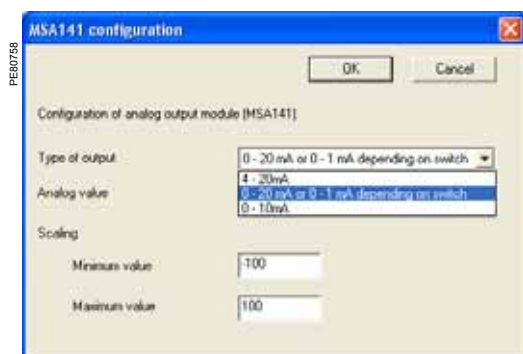 MSA141 configuration
PE80758
OK
Cancel
Configuration of analog output module (MSA141)
Type of output
0 - 20 mA or 0 - 1 mA depending on switch
4 - 20mA
0 - 20 mA or 0 - 1 mA depending on switch
0 - 10mA
Analog value
Scaling
Minimum value
-100
Maximum value
100